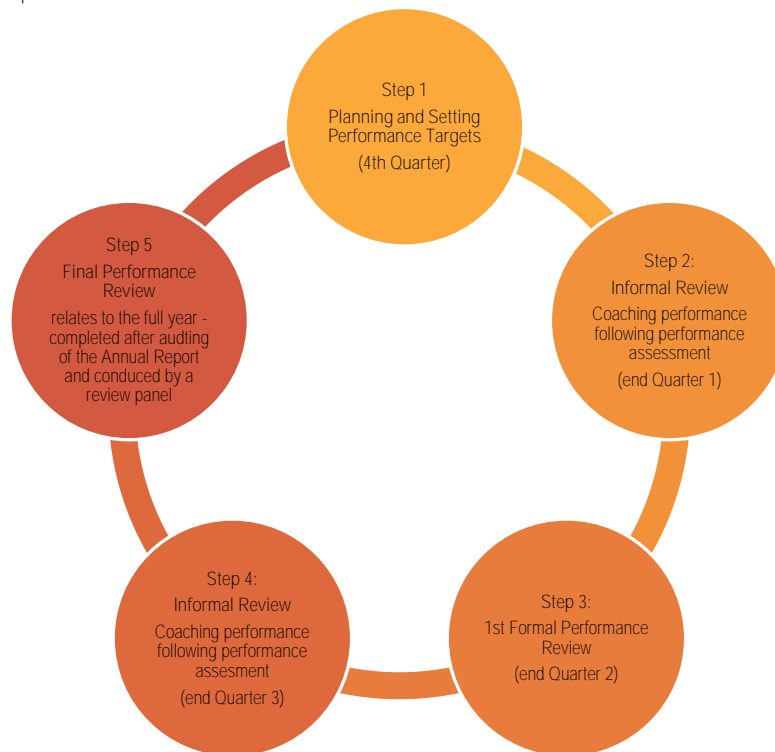 Step 1
Planning and Setting
Performance Targets
(4th Quarter)
Step 2:
Informal Review
Coaching performance
following performance
assessment
(end Quarter 1)
Step 3:
1st Formal Performance
Review
(end Quarter 2)
Step 4:
Informal Review
Coaching performance
following performance
assesment
(end Quarter 3)
Step 5
Final Performance
Review
relates to the full year -
completed after audting
of the Annual Report
and conduced by a
review panel